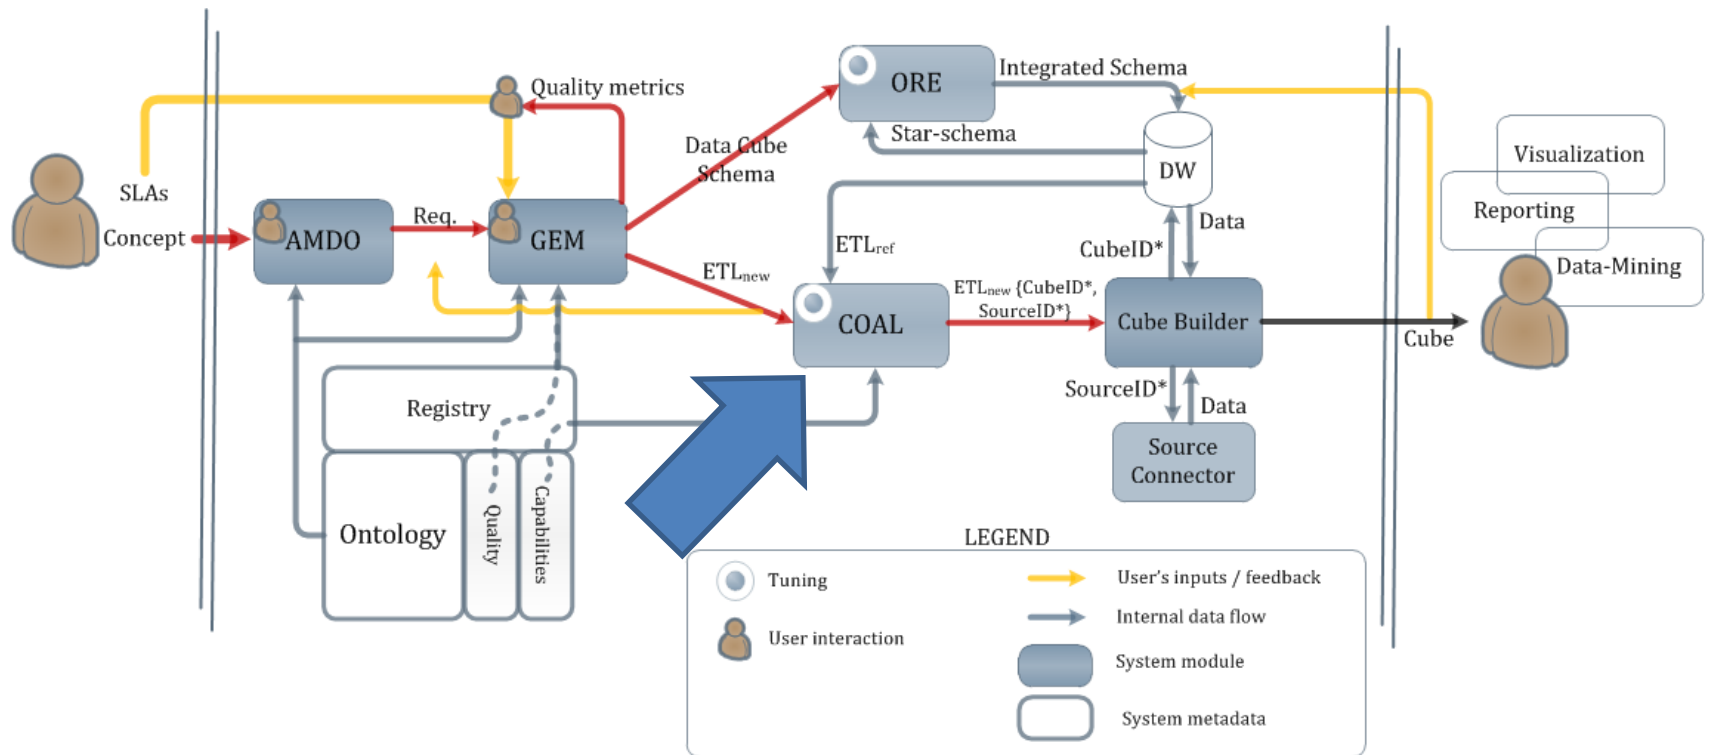 Quality metrics
SLAs
Concept
AMDO
Req.
GEM
Data Cube
Schema
ETLnew
ORE
Integrated Schema
Star-schema
DW
ETLref
CubeID*
Data
COAL
ETLnew {CubeID*,
SourceID*}
Cube Builder
SourceID*
Data
Source
Connector
Cube
Visualization
Reporting
Data-Mining
Registry
Ontology
Quality
Capabilities
LEGEND
Tuning
User interaction
User's inputs / feedback
Internal data flow
System module
System metadata